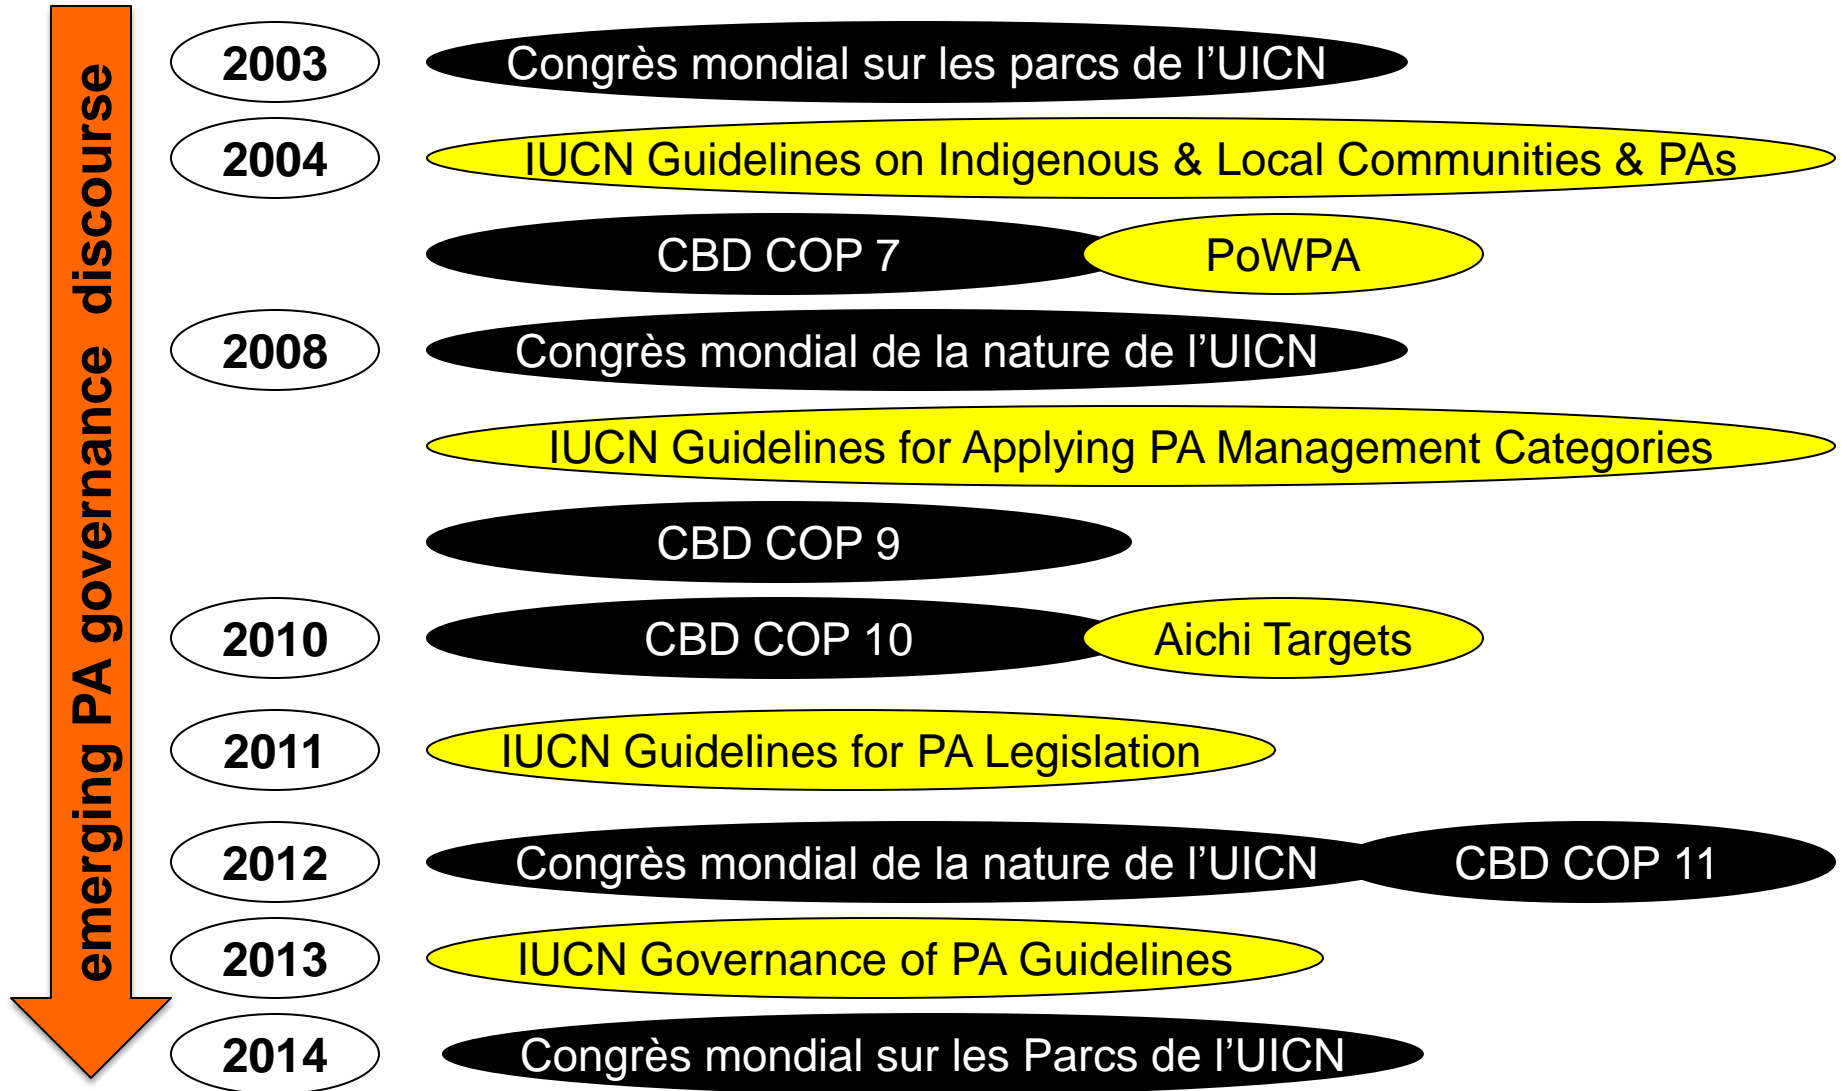 emerging PA governance discourse
2003
Congrès mondial sur les parcs de l’UICN
2004
IUCN Guidelines on Indigenous & Local Communities & PAs
CBD COP 7
PoWPA
2008
Congrès mondial de la nature de l’UICN
IUCN Guidelines for Applying PA Management Categories
CBD COP 9
2010
CBD COP 10
Aichi Targets
2011
IUCN Guidelines for PA Legislation
2012
Congrès mondial de la nature de l’UICN
CBD COP 11
2013
IUCN Governance of PA Guidelines
2014
Congrès mondial sur les Parcs de l’UICN